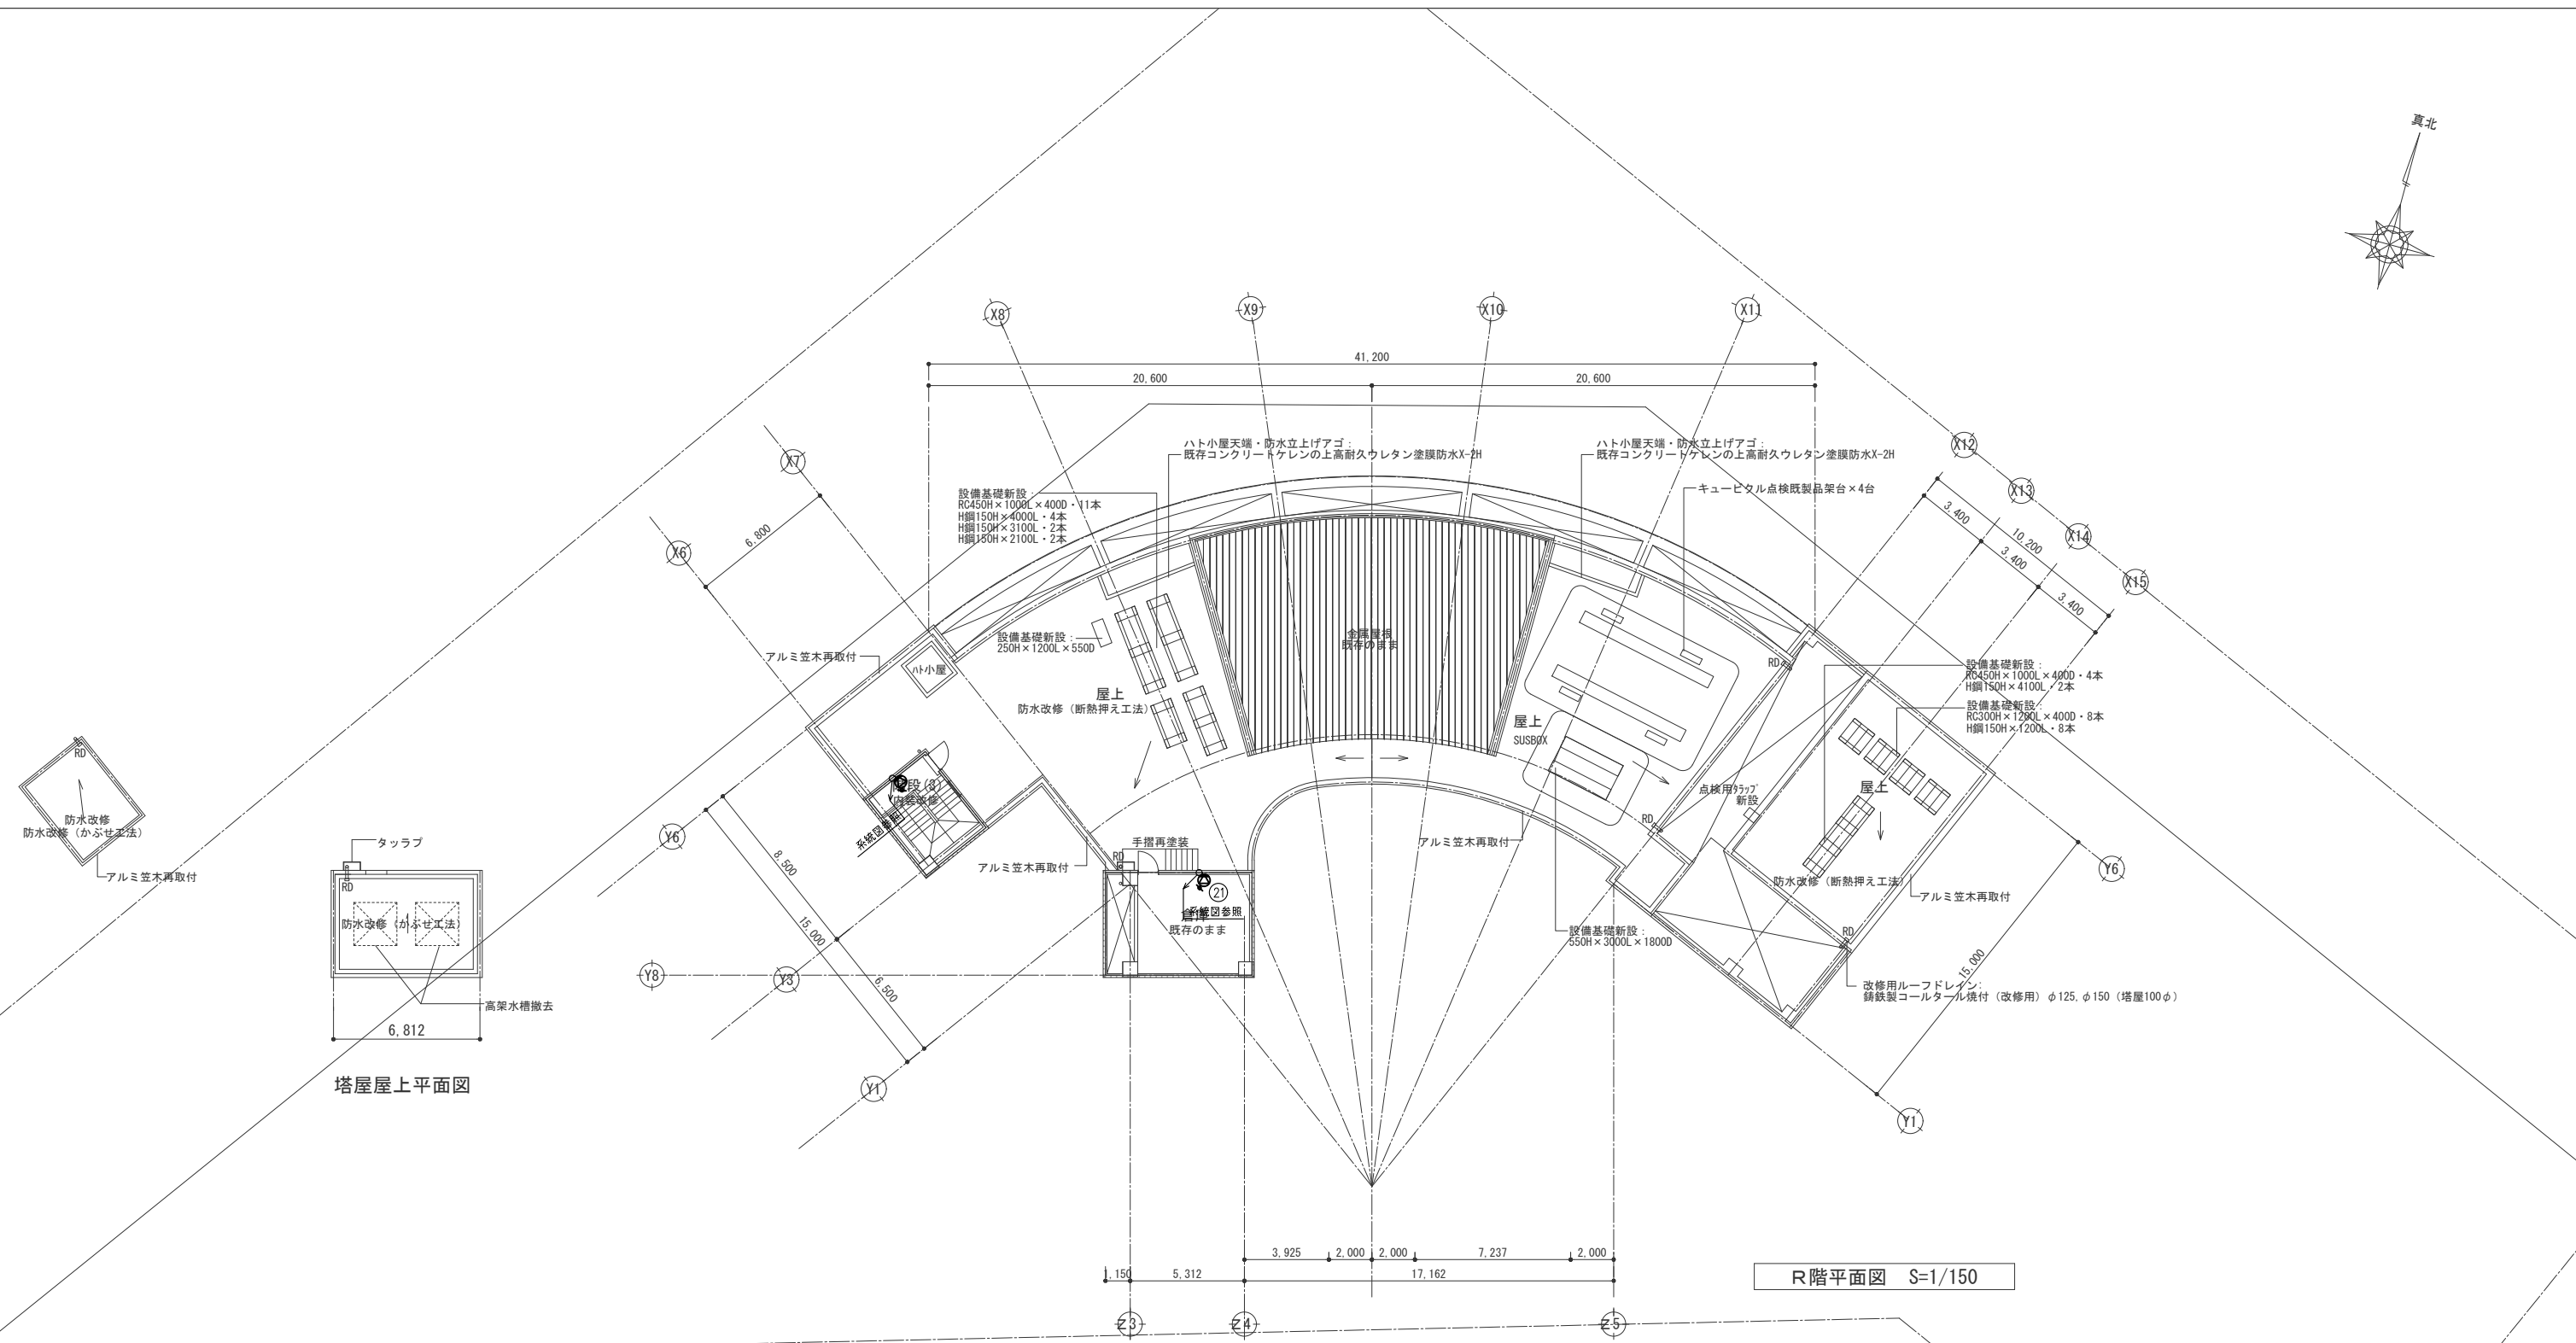 真北
X8
X9
X10
X11
41,200
20,600
20,600
X7
X12
X13
X14
X15
X6
6,800
3,400
10,200
3,400
3,400
ハト小屋天端・防水立上げアゴ：
既存コンクリートケレンの上高耐久ウレタン塗膜防水X-2H
ハト小屋天端・防水立上げアゴ：
既存コンクリートケレンの上高耐久ウレタン塗膜防水X-2H
キュービクル点検既製品架台×4台
設備基礎新設：
RC450H×1000L×400D・11本
H鋼150H×4000L・4本
H鋼150H×3100L・2本
H鋼150H×2100L・2本
設備基礎新設：
250H×1200L×550D
アルミ笠木再取付
ハト小屋
屋上
防水改修（断熱押え工法）
金属屋根
既存のまま
RD
設備基礎新設：
RC450H×1000L×400D・4本
H鋼150H×4100L・2本
設備基礎新設：
RC300H×1200L×400D・8本
H鋼150H×1200L・8本
屋上
SUSBOX
点検用タラップ
新設
屋上
RD
RD
防水改修
防水改修（かぶせ工法）
アルミ笠木再取付
タッラプ
RD
防水改修（かぶせ工法）
高架水槽撤去
6,812
塔屋屋上平面図
階段(3)
内装改修
系統図参照
Y6
8,500
15,000
6,500
Y3
Y1
Y8
手摺再塗装
RD
アルミ笠木再取付
21
系統図参照
倉庫
既存のまま
アルミ笠木再取付
設備基礎新設：
550H×3000L×1800D
防水改修（断熱押え工法）
アルミ笠木再取付
RD
改修用ルーフドレイン：
鋳鉄製コールタール焼付（改修用）φ125,φ150（塔屋100φ）
15,000
Y6
Y1
3,925
2,000
2,000
7,237
2,000
1,150
5,312
17,162
R階平面図 S=1/150
Z3
Z4
Z5